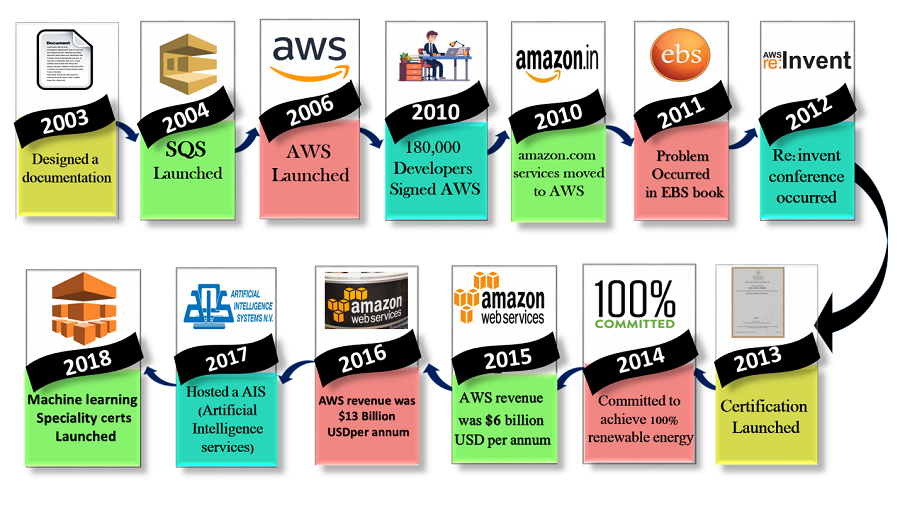 Document
aws
amazon.in
ebs
AWS
re:Invent
2003
2004
2006
2010
2010
2011
2012
Designed a
documentation
SQS
Launched
AWS
Launched
180,000
Developers
Signed AWS
amazon.com
services moved
to AWS
Problem
Occurred
in EBS book
Re: invent
conference
occurred
ARTIFICIAL
INTELLIGENCE
SYSTEMS N.V.
amazon
web services
amazon
web services
100%
COMMITTED
2018
2017
2016
2015
2014
2013
Machine learning
Speciality certs
Launched
Hosted a AIS
(Artificial
Intelligence
services)
AWS revenue was
$13 Billion
USDper annum
AWS revenue
was $6 billion
USD per annum
Committed to
achieve 100%
renewable energy
Certification
Launched